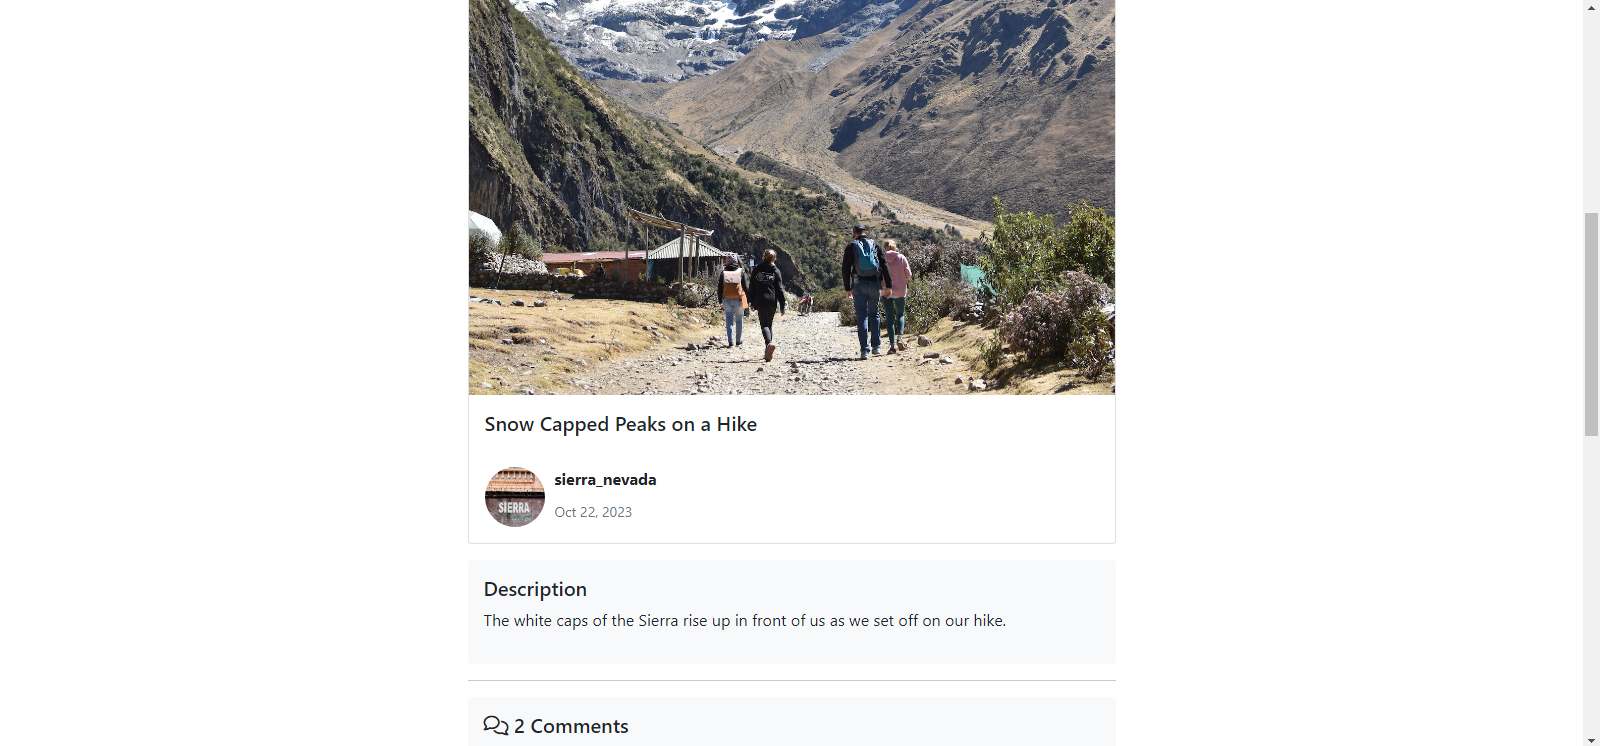 Snow Capped Peaks on a Hike
sierra_nevada
SIERRA
Oct 22, 2023
Description
The white caps of the Sierra rise up in front of us as we set off on our hike.
2 Comments